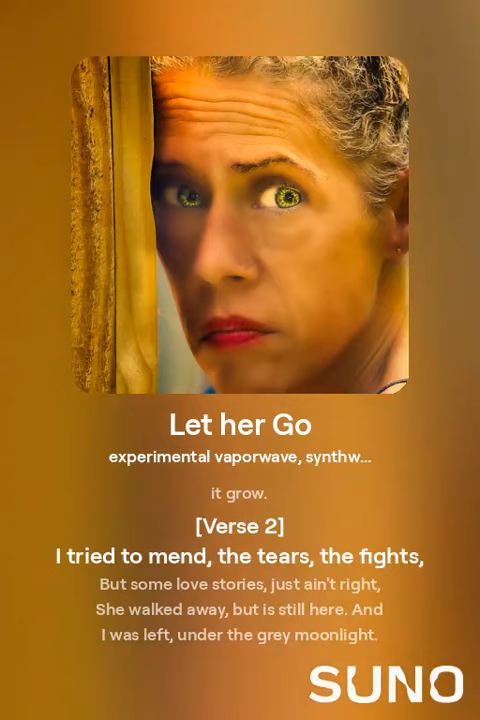 Let her Go
experimental vaporwave, synthw...
it grow.
[Verse 2]
I tried to mend, the tears, the fights,
But some love stories, just ain't right,
She walked away, but is still here. And
I was left, under the grey moonlight.
SUNO